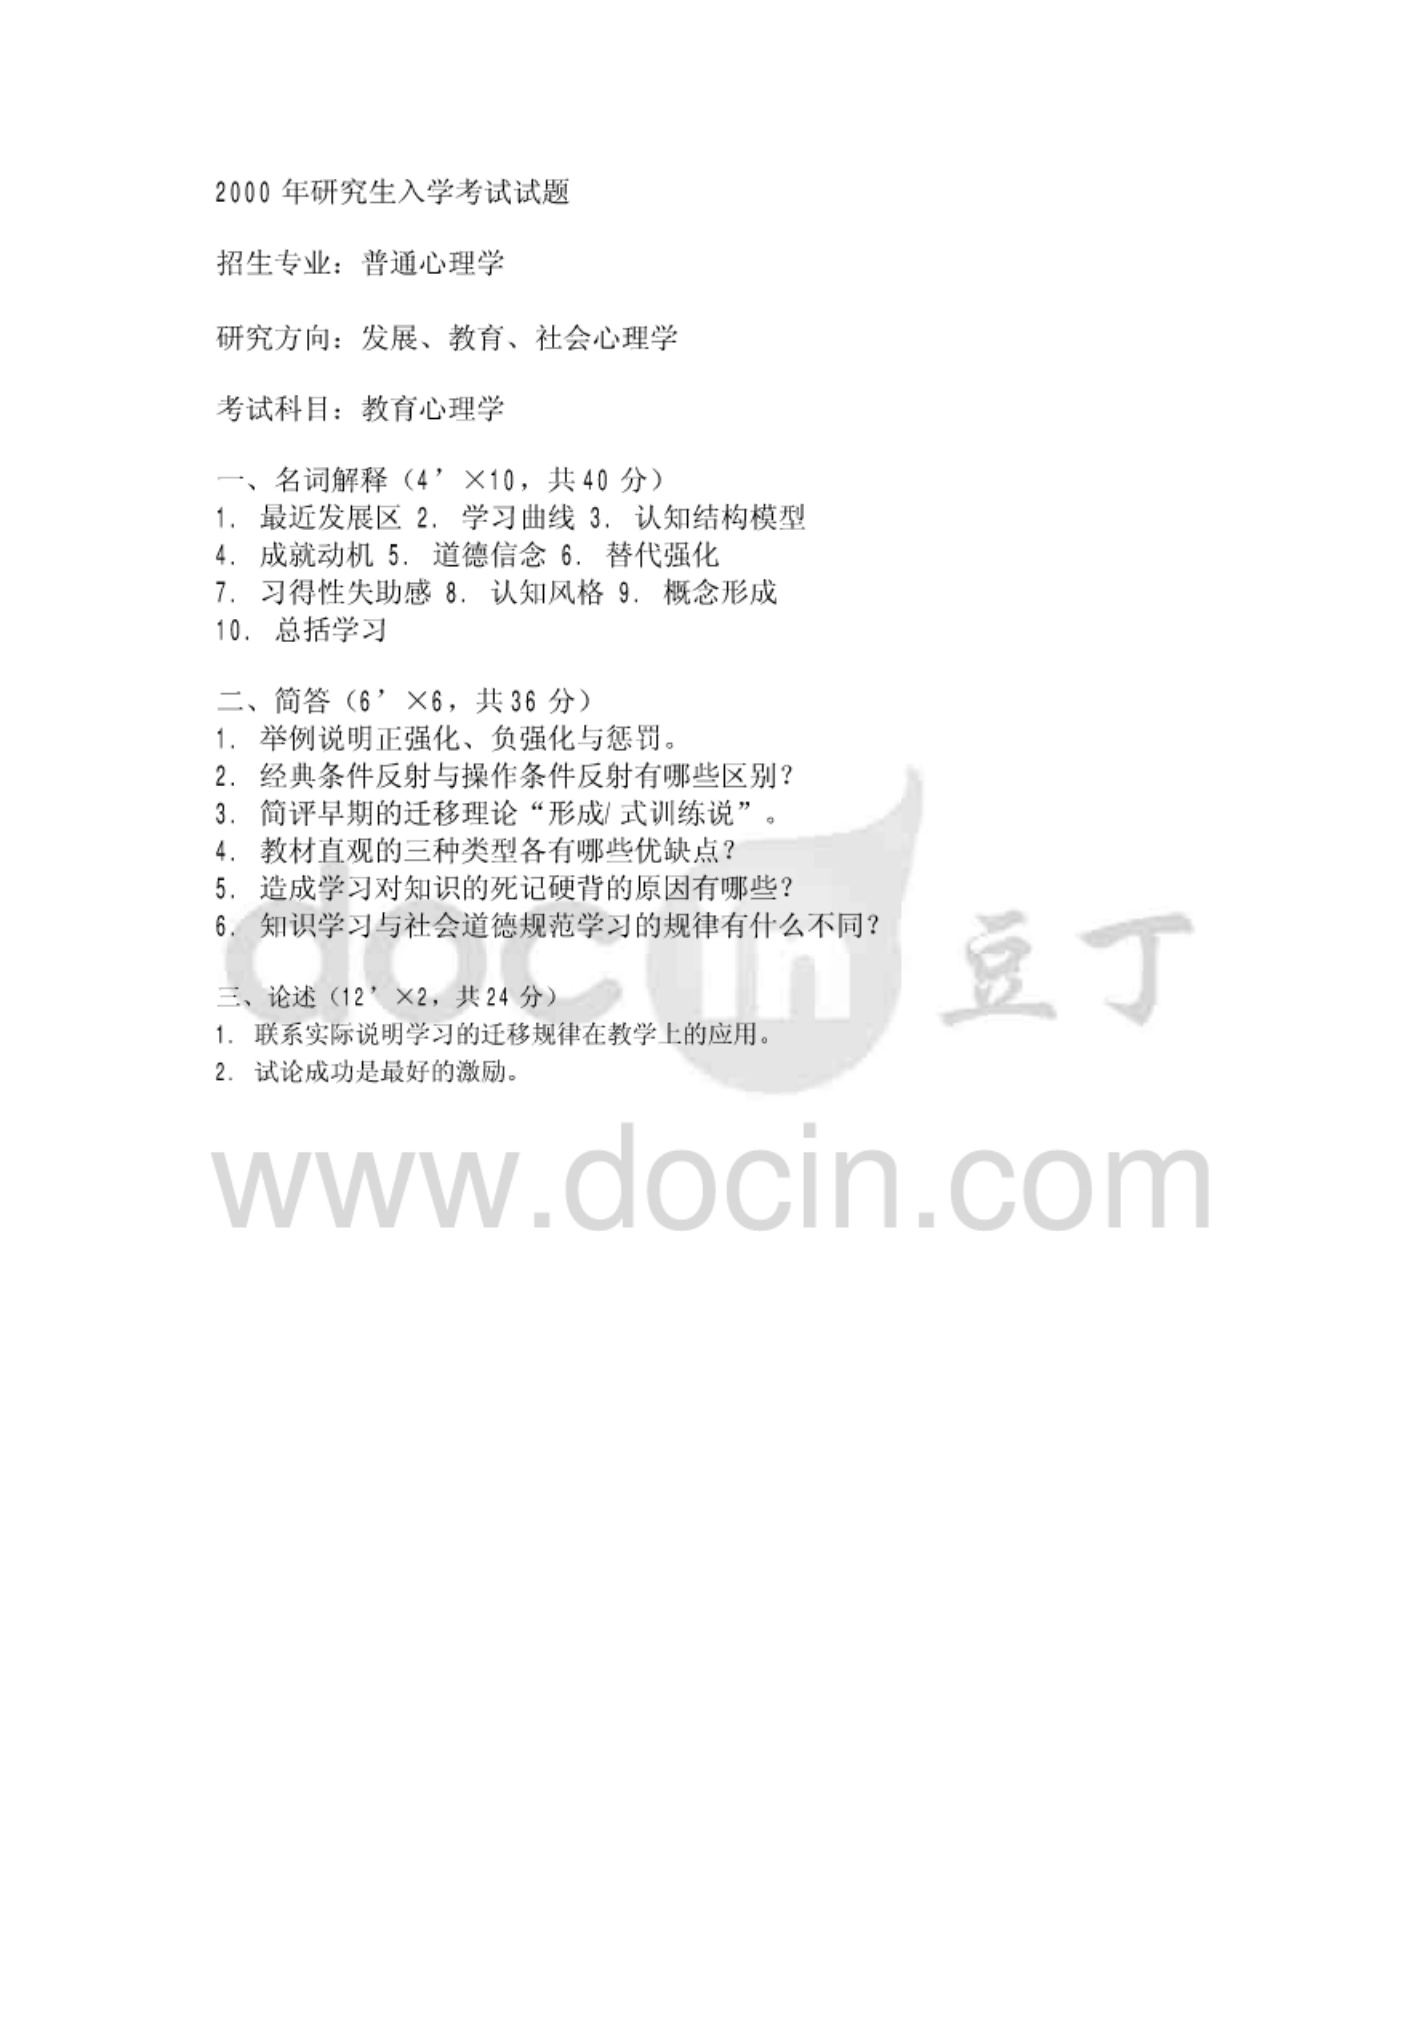 2000 年研究生入学考试试题
招生专业：普通心理学
研究方向：发展、教育、社会心理学
考试科目：教育心理学
一、名词解释（4’×10，共40 分）
1. 最近发展区 2. 学习曲线 3. 认知结构模型
4. 成就动机 5. 道德信念 6. 替代强化
7. 习得性失助感 8. 认知风格 9. 概念形成
10. 总括学习
二、简答（6’×6，共36 分）
1. 举例说明正强化、负强化与惩罚。
2. 经典条件反射与操作条件反射有哪些区别？
3. 简评早期的迁移理论“形成/ 式训练说”。
4. 教材直观的三种类型各有哪些优缺点？
5. 造成学习对知识的死记硬背的原因有哪些？
6. 知识学习与社会道德规范学习的规律有什么不同？
三、论述（12’×2，共24 分）
1. 联系实际说明学习的迁移规律在教学上的应用。
2. 试论成功是最好的激励。
docin 豆丁
www.docin.com